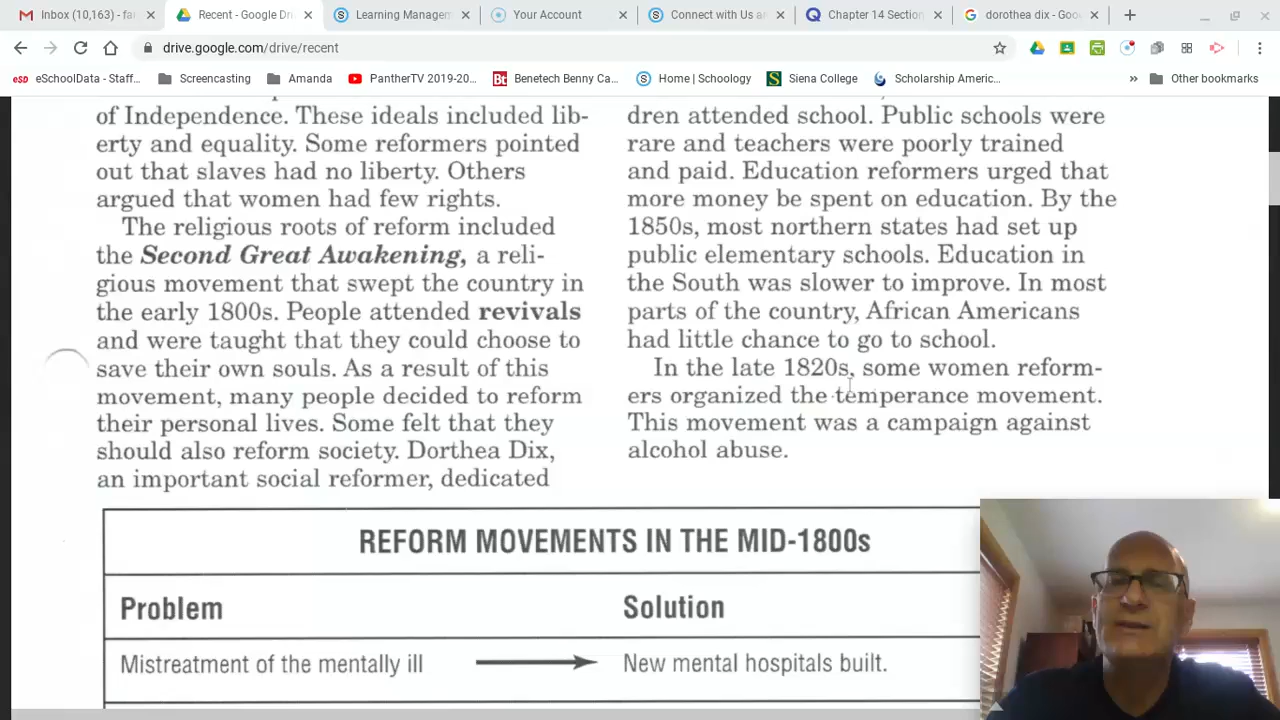 Inbox (10,163) - fai
Recent - Google Dri
Learning Managem
Your Account
Connect with Us an
Chapter 14 Section
dorothea dix - Goog
drive.google.com/drive/recent
eSchoolData - Staff...
Screencasting
Amanda
PantherTV 2019-20...
Benetech Benny Ca...
Home | Schoology
Siena College
Scholarship Americ...
Other bookmarks
of Independence. These ideals included lib-
erty and equality. Some reformers pointed
out that slaves had no liberty. Others
argued that women had few rights.
The religious roots of reform included
the Second Great Awakening, a reli-
gious movement that swept the country in
the early 1800s. People attended revivals
and were taught that they could choose to
save their own souls. As a result of this
movement, many people decided to reform
their personal lives. Some felt that they
should also reform society. Dorthea Dix,
an important social reformer, dedicated
dren attended school. Public schools were
rare and teachers were poorly trained
and paid. Education reformers urged that
more money be spent on education. By the
1850s, most northern states had set up
public elementary schools. Education in
the South was slower to improve. In most
parts of the country, African Americans
had little chance to go to school.
In the late 1820s, some women reform-
ers organized the temperance movement.
This movement was a campaign against
alcohol abuse.
REFORM MOVEMENTS IN THE MID-1800s
Problem
Solution
Mistreatment of the mentally ill
New mental hospitals built.